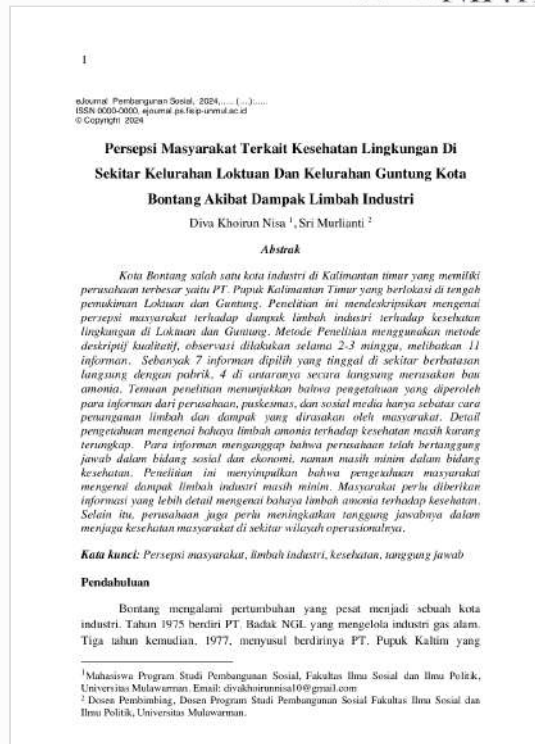 1
eJournal Pembangunan Sosial, 2024,..... (....):.....
ISSN 0000-0000, ejournal.ps.fisip-unmul.ac.id
© Copyright 2024
Persepsi Masyarakat Terkait Kesehatan Lingkungan Di
Sekitar Kelurahan Loktuan Dan Kelurahan Guntung Kota
Bontang Akibat Dampak Limbah Industri
Diva Khoirun Nisa 1, Sri Murlianti 2
Abstrak
Kota Bontang salah satu kota industri di Kalimantan timur yang memiliki
perusahaan terbesar yaitu PT. Pupuk Kalimantan Timur yang berlokasi di tengah
pemukiman Loktuan dan Guntung. Penelitian ini mendeskripsikan mengenai
persepsi masyarakat terhadap dampak limbah industri terhadap kesehatan
lingkungan di Loktuan dan Guntung. Metode Penelitian menggunakan metode
deskriptif kualitatif, observasi dilakukan selama 2-3 minggu, melibatkan 11
informan. Sebanyak 7 informan dipilih yang tinggal di sekitar berbatasan
langsung dengan pabrik, 4 di antaranya secara langsung merasakan bau
amonia. Temuan penelitian menunjukkan bahwa pengetahuan yang diperoleh
para informan dari perusahaan, puskesmas, dan sosial media hanya sebatas cara
penanganan limbah dan dampak yang dirasakan oleh masyarakat. Detail
pengetahuan mengenai bahaya limbah amonia terhadap kesehatan masih kurang
terungkap. Para informan menganggap bahwa perusahaan telah bertanggung
jawab dalam bidang sosial dan ekonomi, namun masih minim dalam bidang
kesehatan. Penelitian ini menyimpulkan bahwa pengetahuan masyarakat
mengenai dampak limbah industri masih minim. Masyarakat perlu diberikan
informasi yang lebih detail mengenai bahaya limbah amonia terhadap kesehatan.
Selain itu, perusahaan juga perlu meningkatkan tanggung jawabnya dalam
menjaga kesehatan masyarakat di sekitar wilayah operasionalnya.
Kata kunci: Persepsi masyarakat, limbah industri, kesehatan, tanggung jawab
Pendahuluan
Bontang mengalami pertumbuhan yang pesat menjadi sebuah kota
industri. Tahun 1975 berdiri PT. Badak NGL yang mengelola industri gas alam.
Tiga tahun kemudian, 1977, menyusul berdirinya PT. Pupuk Kaltim yang
1Mahasiswa Program Studi Pembangunan Sosial, Fakultas Ilmu Sosial dan Ilmu Politik,
Universitas Mulawarman. Email: divakhoirunnisa10@gmail.com
2 Dosen Pembimbing, Dosen Program Studi Pembangunan Sosial Fakultas Ilmu Sosial dan
Ilmu Politik, Universitas Mulawarman.